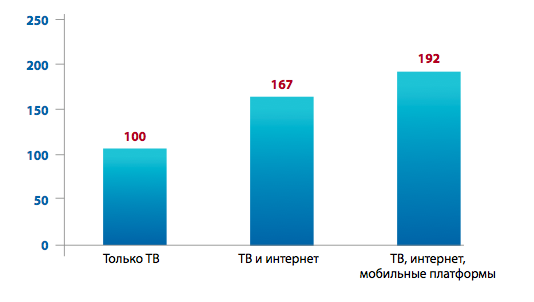 250
200
150
100
50
0
100
167
192
Только ТВ
ТВ и интернет
ТВ, интернет,
мобильные платформы